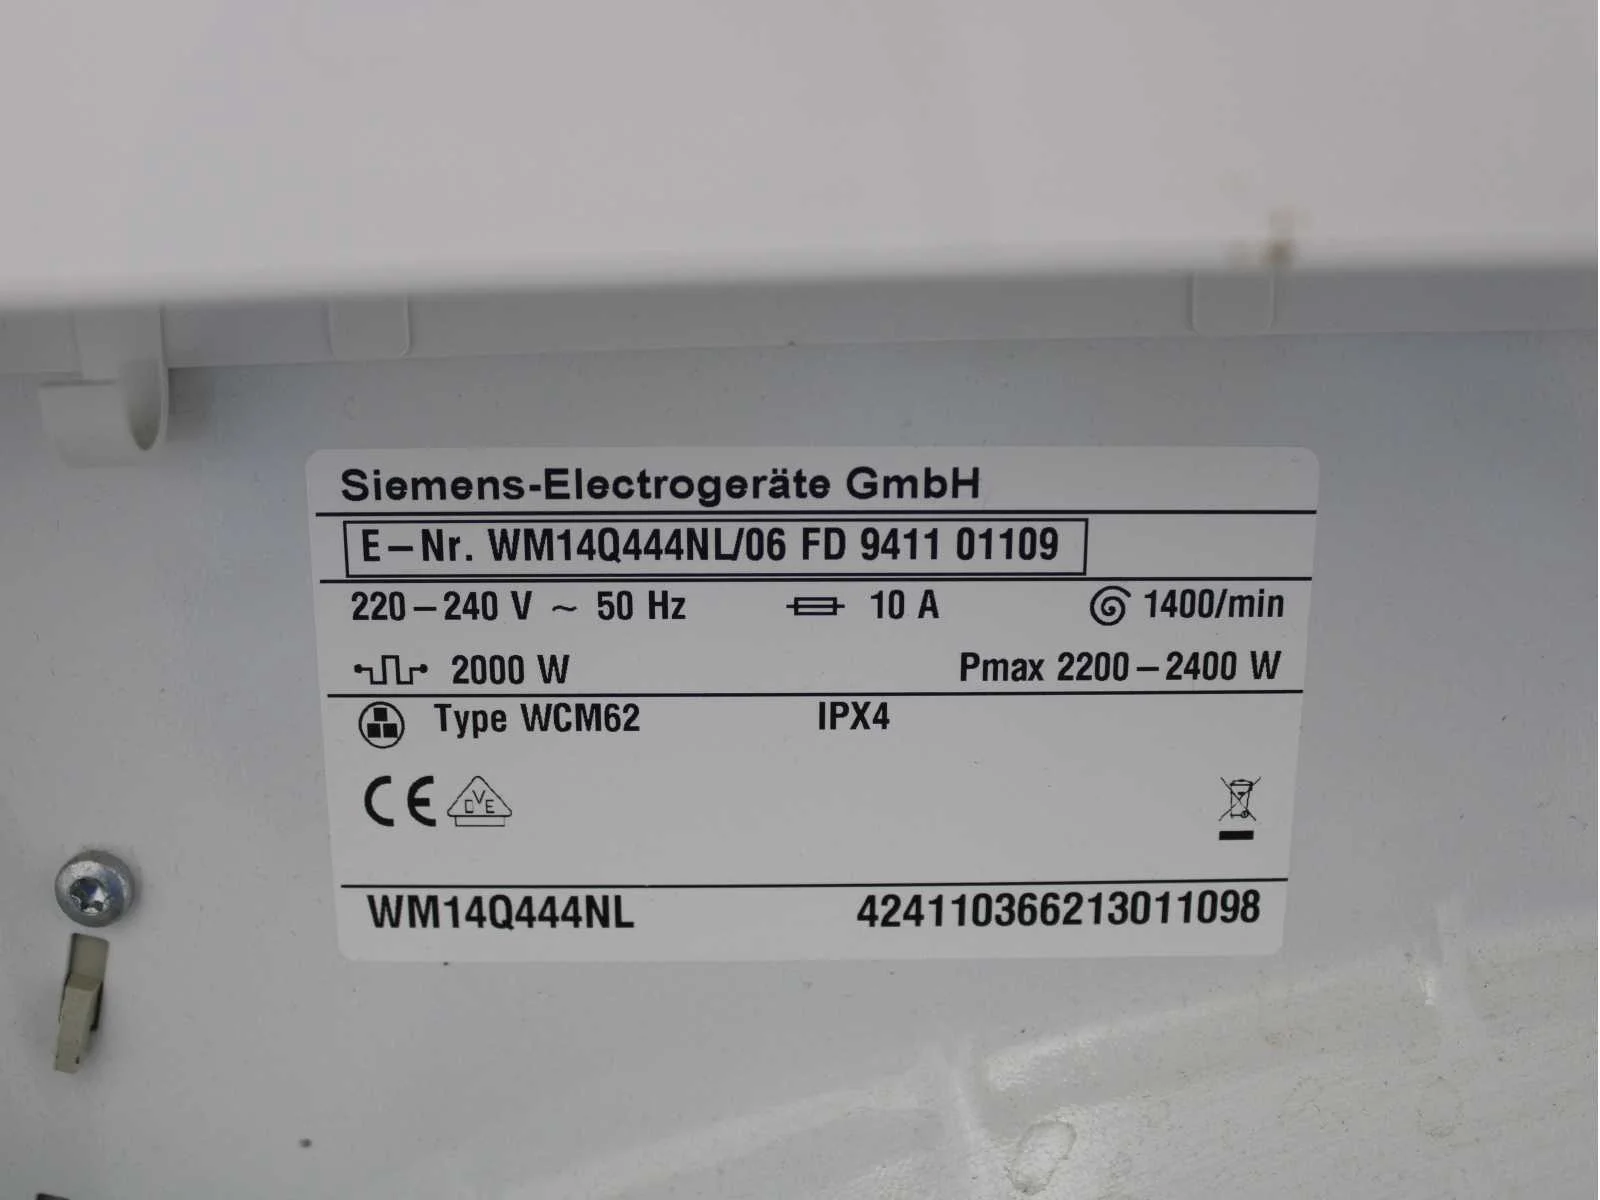 Siemens-Electrogeräte GmbH
E-Nr. WM14Q444NL/06 FD 9411 01109
220-240 V ~ 50 Hz 10 A 1400/min
2000 W Pmax 2200-2400 W
Type WCM62 IPX4
CE DVE
WM14Q444NL 424110366213011098